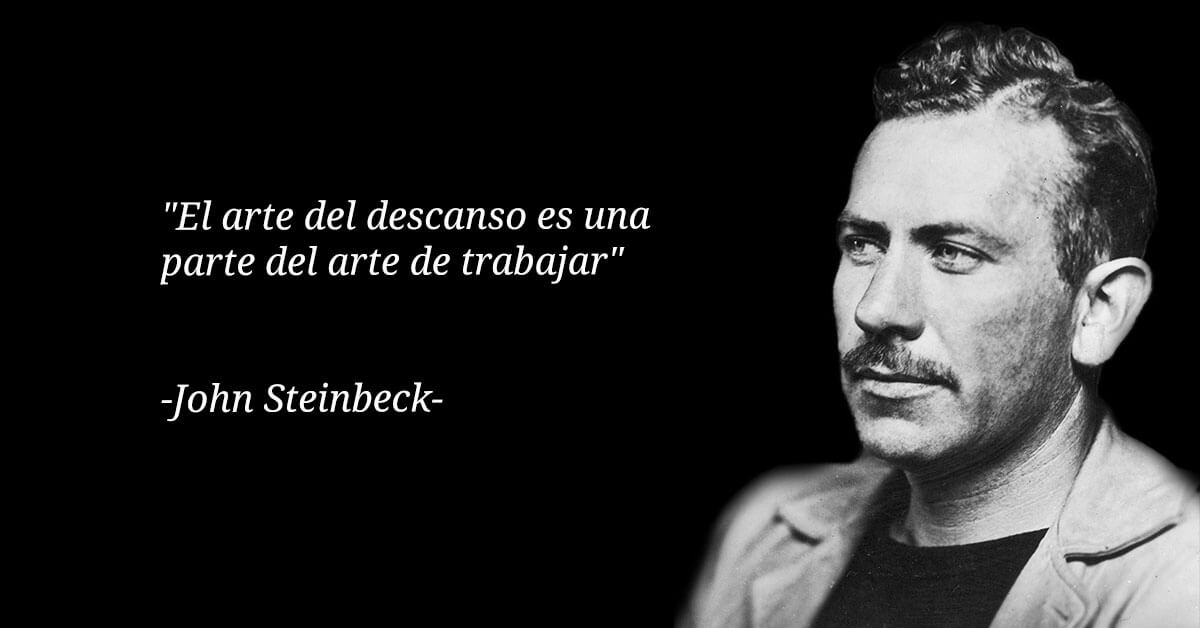 "El arte del descanso es una
parte del arte de trabajar"
-John Steinbeck-